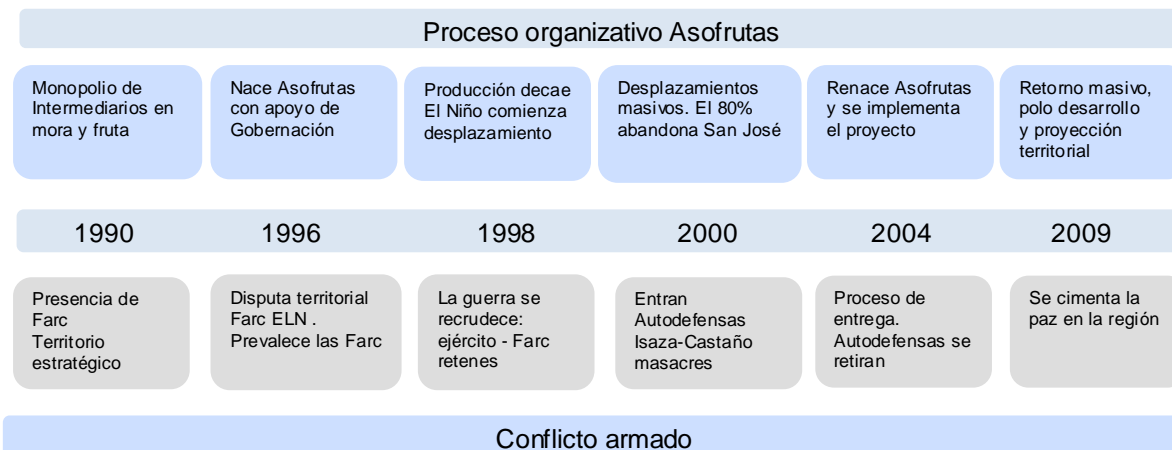 Proceso organizativo Asofrutas
Monopolio de
Intermediarios en
mora y fruta
Nace Asofrutas
con apoyo de
Gobernación
Producción decae
El Niño comienza
desplazamiento
Desplazamientos
masivos. El 80%
abandona San José
Renace Asofrutas
y se implementa
el proyecto
Retorno masivo,
polo desarrollo
y proyección
territorial
1990
1996
1998
2000
2004
2009
Presencia de
Farc
Territorio
estratégico
Disputa territorial
Farc ELN .
Prevalece las Farc
La guerra se
recrudece:
ejército - Farc
retenes
Entran
Autodefensas
Isaza-Castaño
masacres
Proceso de
entrega.
Autodefensas se
retiran
Se cimenta la
paz en la región
Conflicto armado